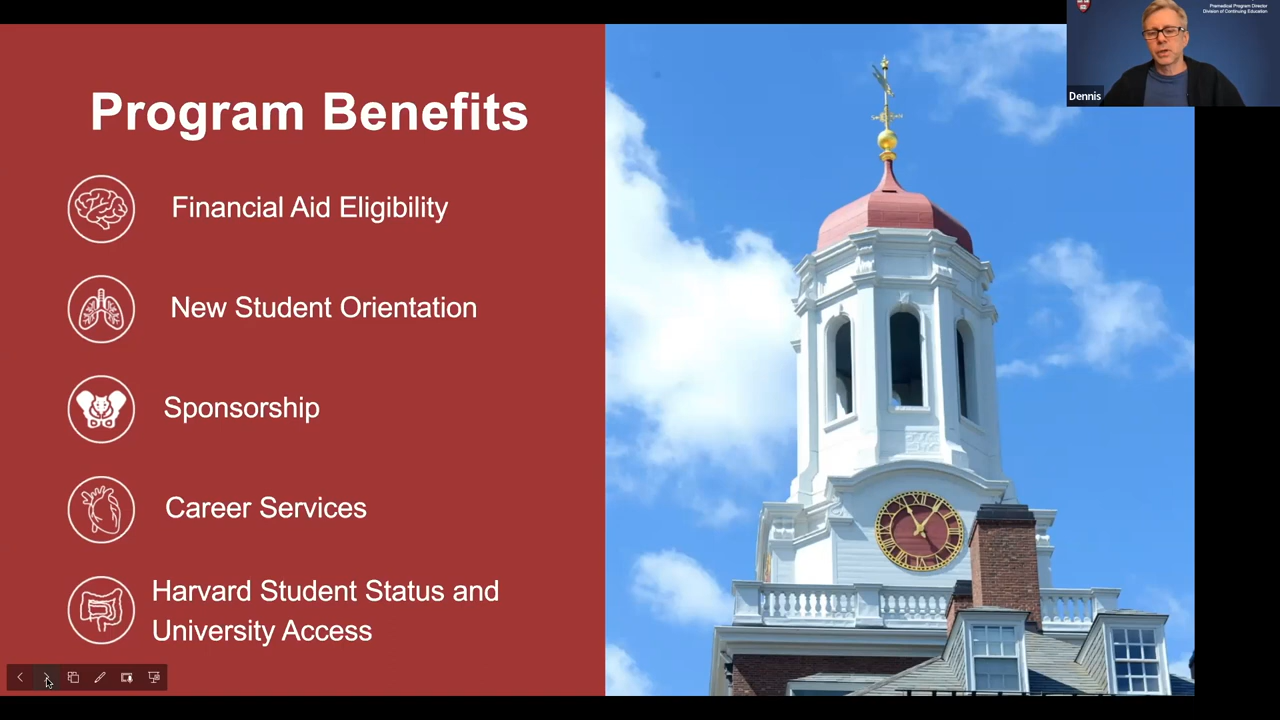 Premedical Program Director
Division of Continuing Education
Dennis
Program Benefits
Financial Aid Eligibility
New Student Orientation
Sponsorship
Career Services
Harvard Student Status and
University Access